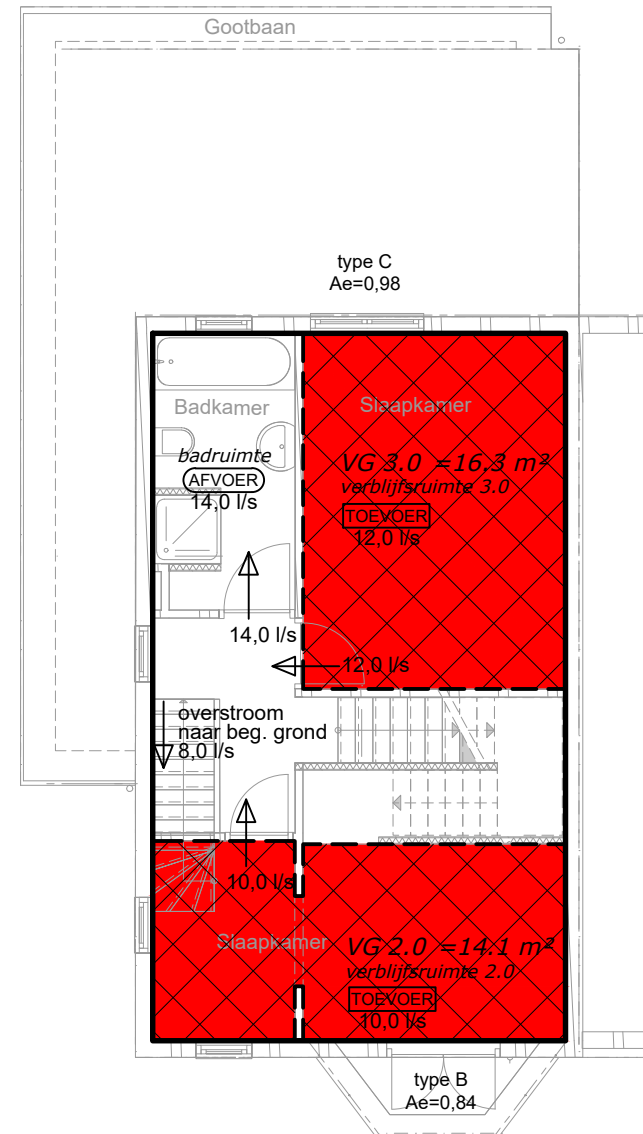 Gootbaan
type C
Ae=0,98
Badkamer
badruimte
AFVOER
14,0 l/s
Slaapkamer
VG 3.0 =16,3 m²
verblijfsruimte 3.0
TOEVOER
12,0 l/s
14,0 l/s
12,0 l/s
overstroom
naar beg. grond
8,0 l/s
10,0 l/s
Slaapkamer
VG 2.0 =14,1 m²
verblijfsruimte 2.0
TOEVOER
10,0 l/s
type B
Ae=0,84